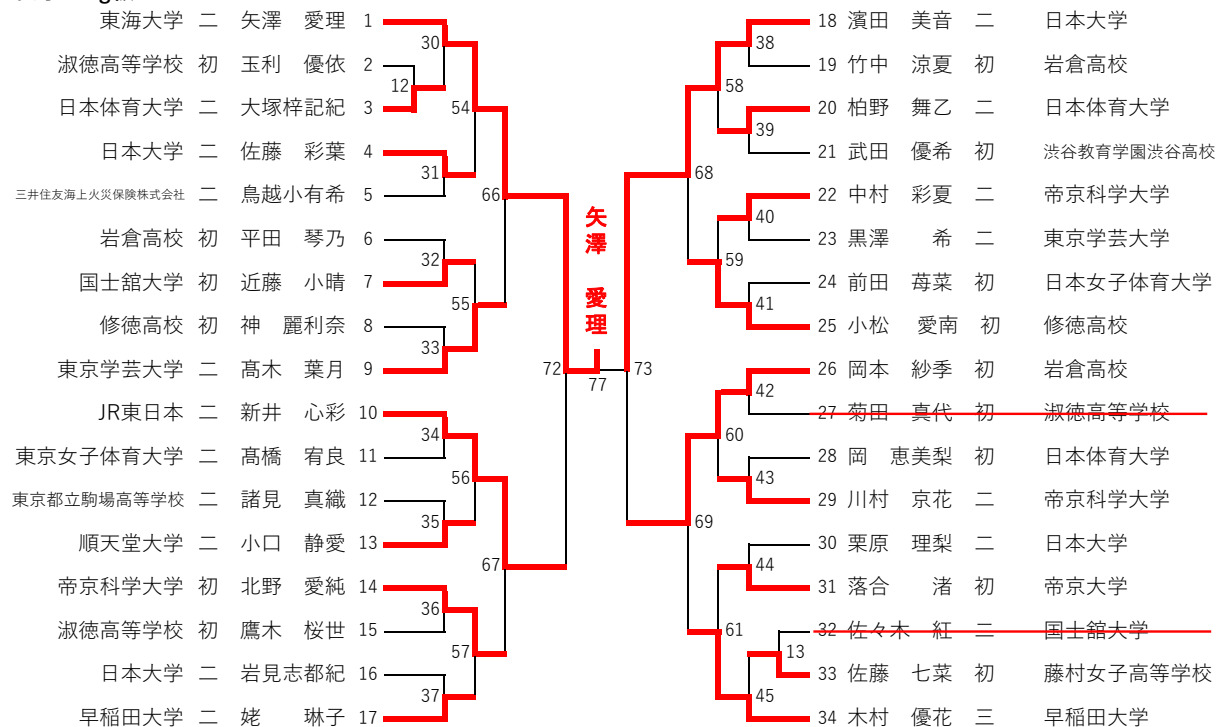 東海大学 二 矢澤 愛理 1
淑徳高等学校 初 玉利 優依 2
日本体育大学 二 大塚梓記紀 3
日本大学 二 佐藤 彩葉 4
三井住友海上火災保険株式会社 二 鳥越小有希 5
岩倉高校 初 平田 琴乃 6
国士舘大学 初 近藤 小晴 7
修徳高校 初 神 麗利奈 8
東京学芸大学 二 髙木 葉月 9
JR東日本 二 新井 心彩 10
東京女子体育大学 二 髙橋 宥良 11
東京都立駒場高等学校 二 諸見 真織 12
順天堂大学 二 小口 静愛 13
帝京科学大学 初 北野 愛純 14
淑徳高等学校 初 鷹木 桜世 15
日本大学 二 岩見志都紀 16
早稲田大学 二 姥 琳子 17
30
12
54
31
66
32
55
33
72
34
56
35
67
36
57
37
矢澤 愛理
77
38
58
39
68
40
59
41
73
42
60
43
69
44
61
13
45
18 濵田 美音 二 日本大学
19 竹中 涼夏 初 岩倉高校
20 柏野 舞乙 二 日本体育大学
21 武田 優希 初 渋谷教育学園渋谷高校
22 中村 彩夏 二 帝京科学大学
23 黒澤 希 二 東京学芸大学
24 前田 苺菜 初 日本女子体育大学
25 小松 愛南 初 修徳高校
26 岡本 紗季 初 岩倉高校
27 菊田 真代 初 淑徳高等学校
28 岡 恵美梨 初 日本体育大学
29 川村 京花 二 帝京科学大学
30 栗原 理梨 二 日本大学
31 落合 渚 初 帝京大学
32 佐々木 紅 二 国士舘大学
33 佐藤 七菜 初 藤村女子高等学校
34 木村 優花 三 早稲田大学